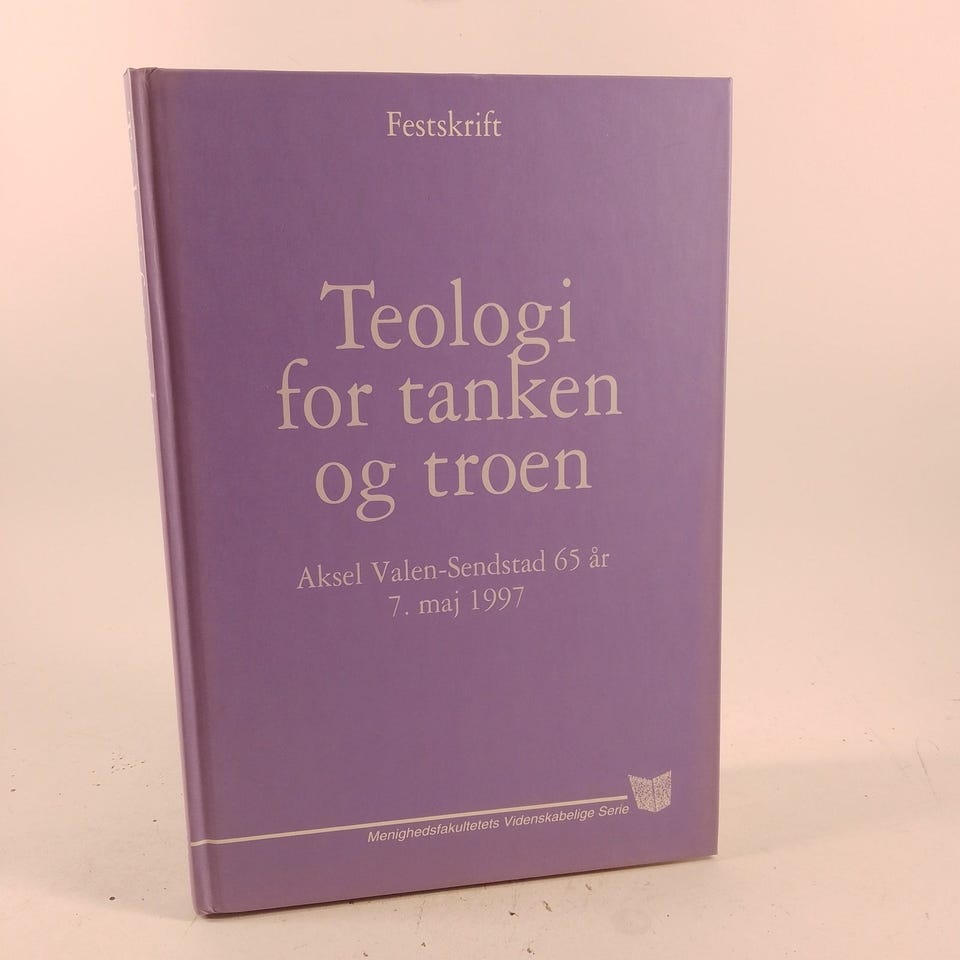 Festskrift
Teologi
for tanken
og troen
Aksel Valen-Sendstad 65 år
7. maj 1997
Menighedsfakultetets Videnskabelige Serie